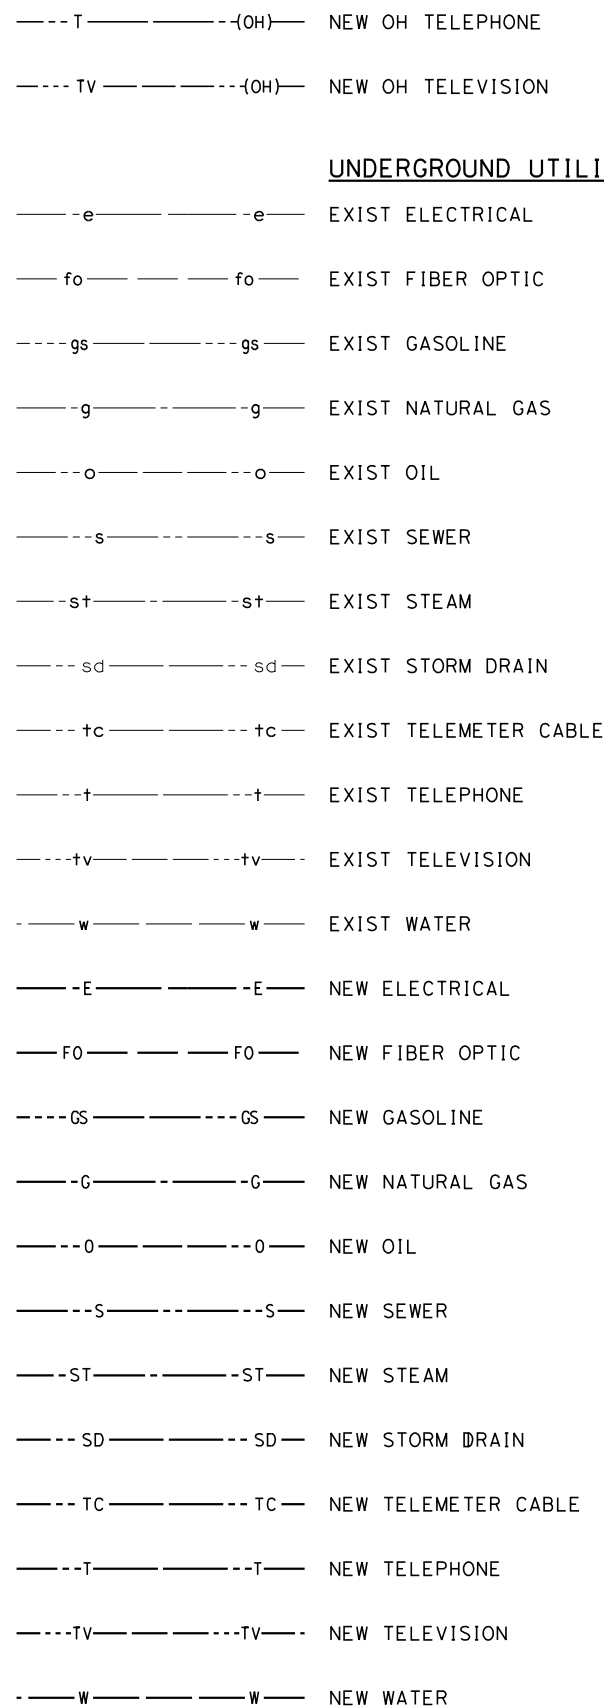 T (OH) NEW OH TELEPHONE
TV (OH) NEW OH TELEVISION
UNDERGROUND UTILI
e e EXIST ELECTRICAL
fo fo EXIST FIBER OPTIC
gs gs EXIST GASOLINE
g g EXIST NATURAL GAS
o o EXIST OIL
s s EXIST SEWER
st st EXIST STEAM
sd sd EXIST STORM DRAIN
tc tc EXIST TELEMETER CABLE
t t EXIST TELEPHONE
tv tv EXIST TELEVISION
w w EXIST WATER
E E NEW ELECTRICAL
FO FO NEW FIBER OPTIC
GS GS NEW GASOLINE
G G NEW NATURAL GAS
O O NEW OIL
S S NEW SEWER
ST ST NEW STEAM
SD SD NEW STORM DRAIN
TC TC NEW TELEMETER CABLE
T T NEW TELEPHONE
TV TV NEW TELEVISION
W W NEW WATER